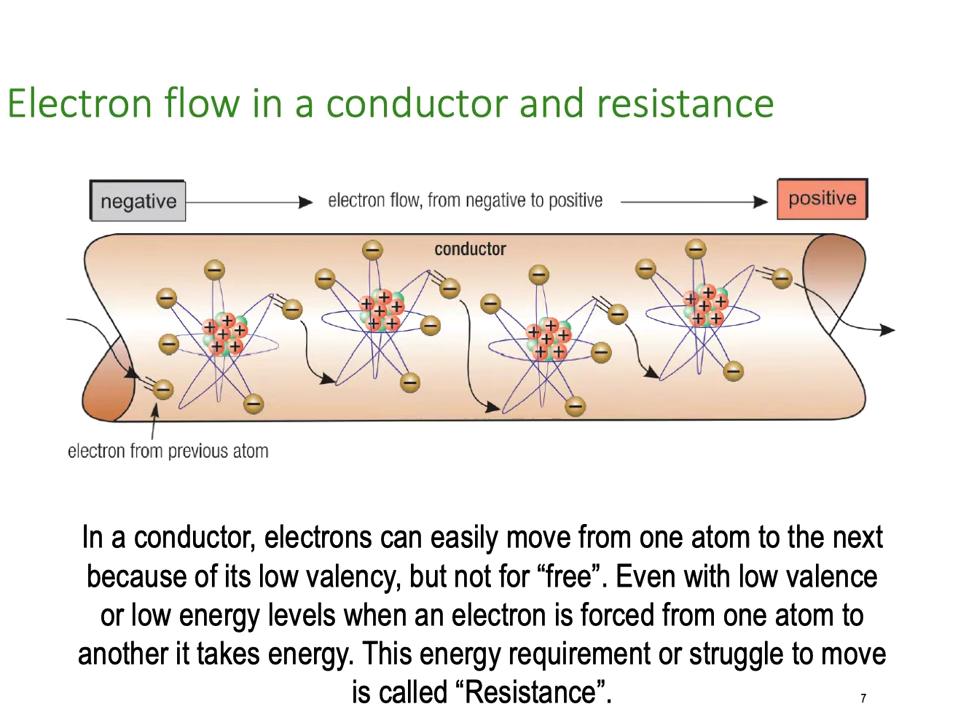 Electron flow in a conductor and resistance
negative
electron flow, from negative to positive
positive
conductor
electron from previous atom
In a conductor, electrons can easily move from one atom to the next
because of its low valency, but not for “free”. Even with low valence
or low energy levels when an electron is forced from one atom to
another it takes energy. This energy requirement or struggle to move
is called “Resistance”.
7